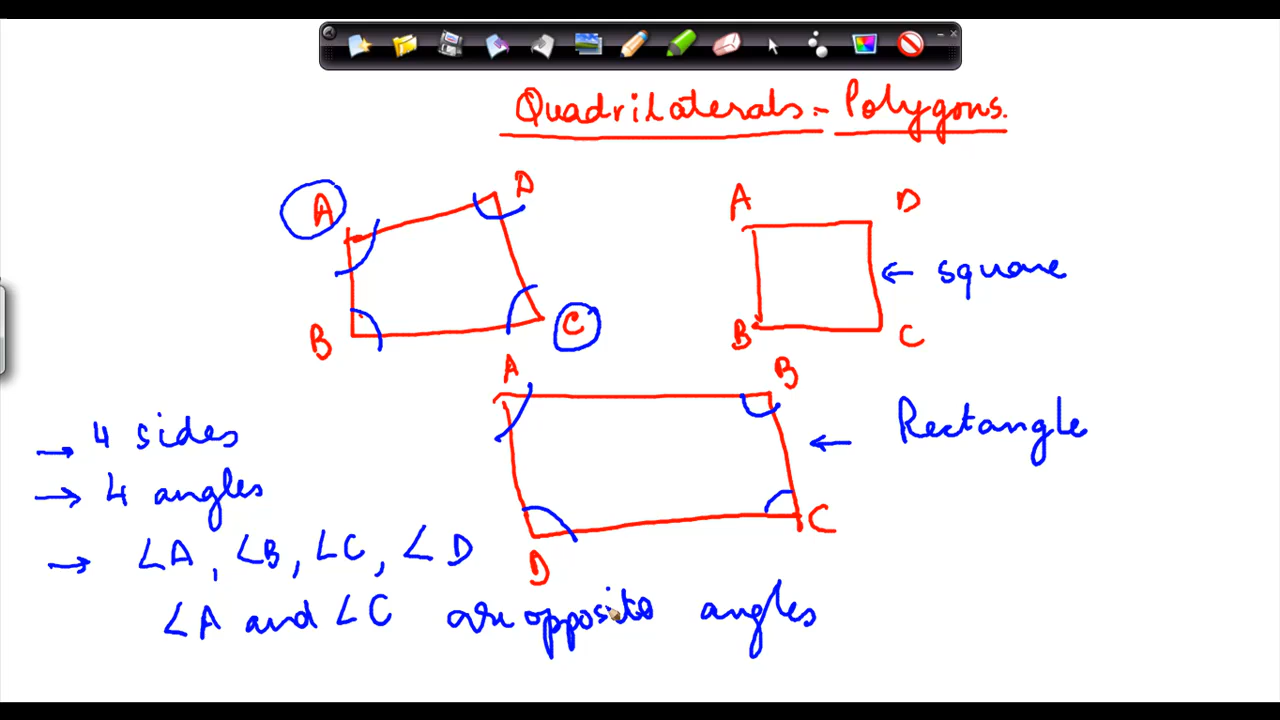 Quadrilaterals - Polygons.
A D
B C
A D
B C
← square
A B
D C
← Rectangle
→ 4 sides
→ 4 angles
→ ∠A, ∠B, ∠C, ∠D
∠A and ∠C are opposite angles